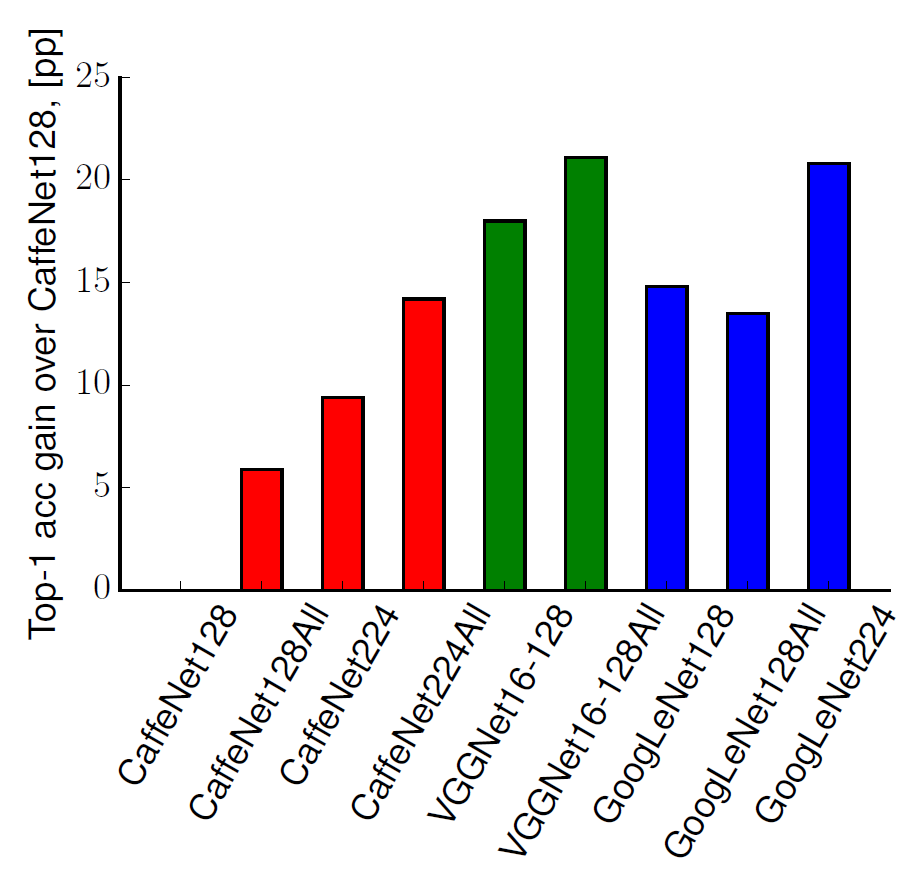 Top-1 acc gain over CaffeNet128, [pp]
25
20
15
10
5
0
CaffeNet128
CaffeNet128All
CaffeNet224
CaffeNet224All
VGGNet16-128
VGGNet16-128All
GoogLeNet128
GoogLeNet128All
GoogLeNet224